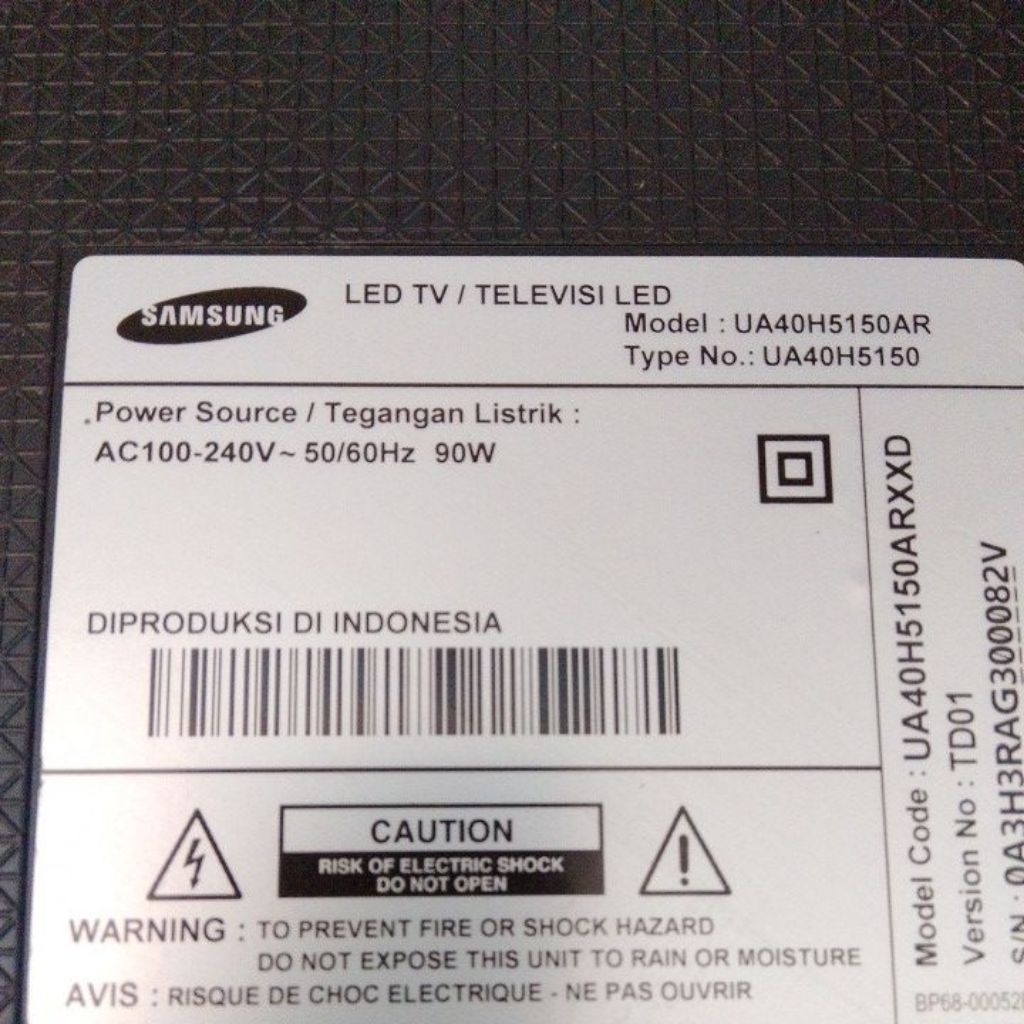 SAMSUNG
LED TV / TELEVISI LED
Model : UA40H5150AR
Type No.: UA40H5150
Power Source / Tegangan Listrik :
AC100-240V~ 50/60Hz 90W
DIPRODUKSI DI INDONESIA
CAUTION
RISK OF ELECTRIC SHOCK
DO NOT OPEN
WARNING : TO PREVENT FIRE OR SHOCK HAZARD
DO NOT EXPOSE THIS UNIT TO RAIN OR MOISTURE
AVIS : RISQUE DE CHOC ELECTRIQUE - NE PAS OUVRIR
Model Code : UA40H5150ARXXD
Version No : TD01
S/N : 0A3H3RAG300082V